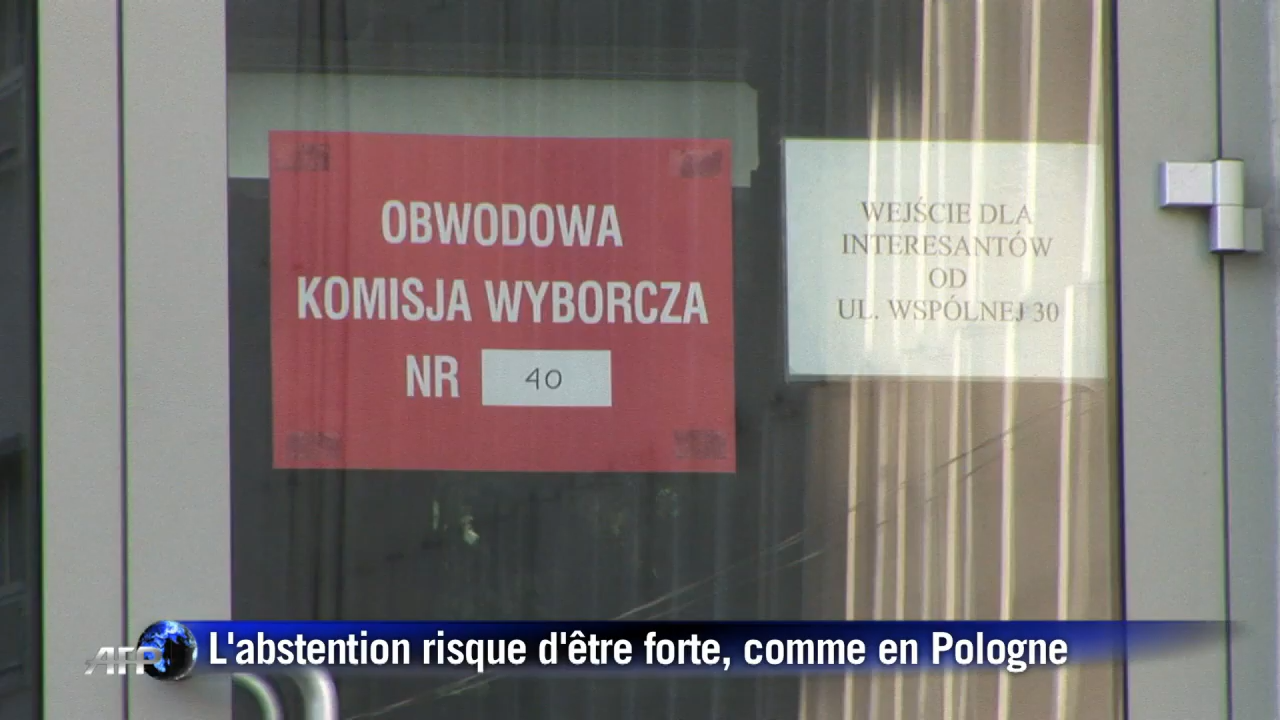 OBWODOWA
KOMISJA WYBORCZA
NR 40
WEJŚCIE DLA
INTERESANTÓW
OD
UL. WSPÓLNEJ 30
AFP
L'abstention risque d'être forte, comme en Pologne